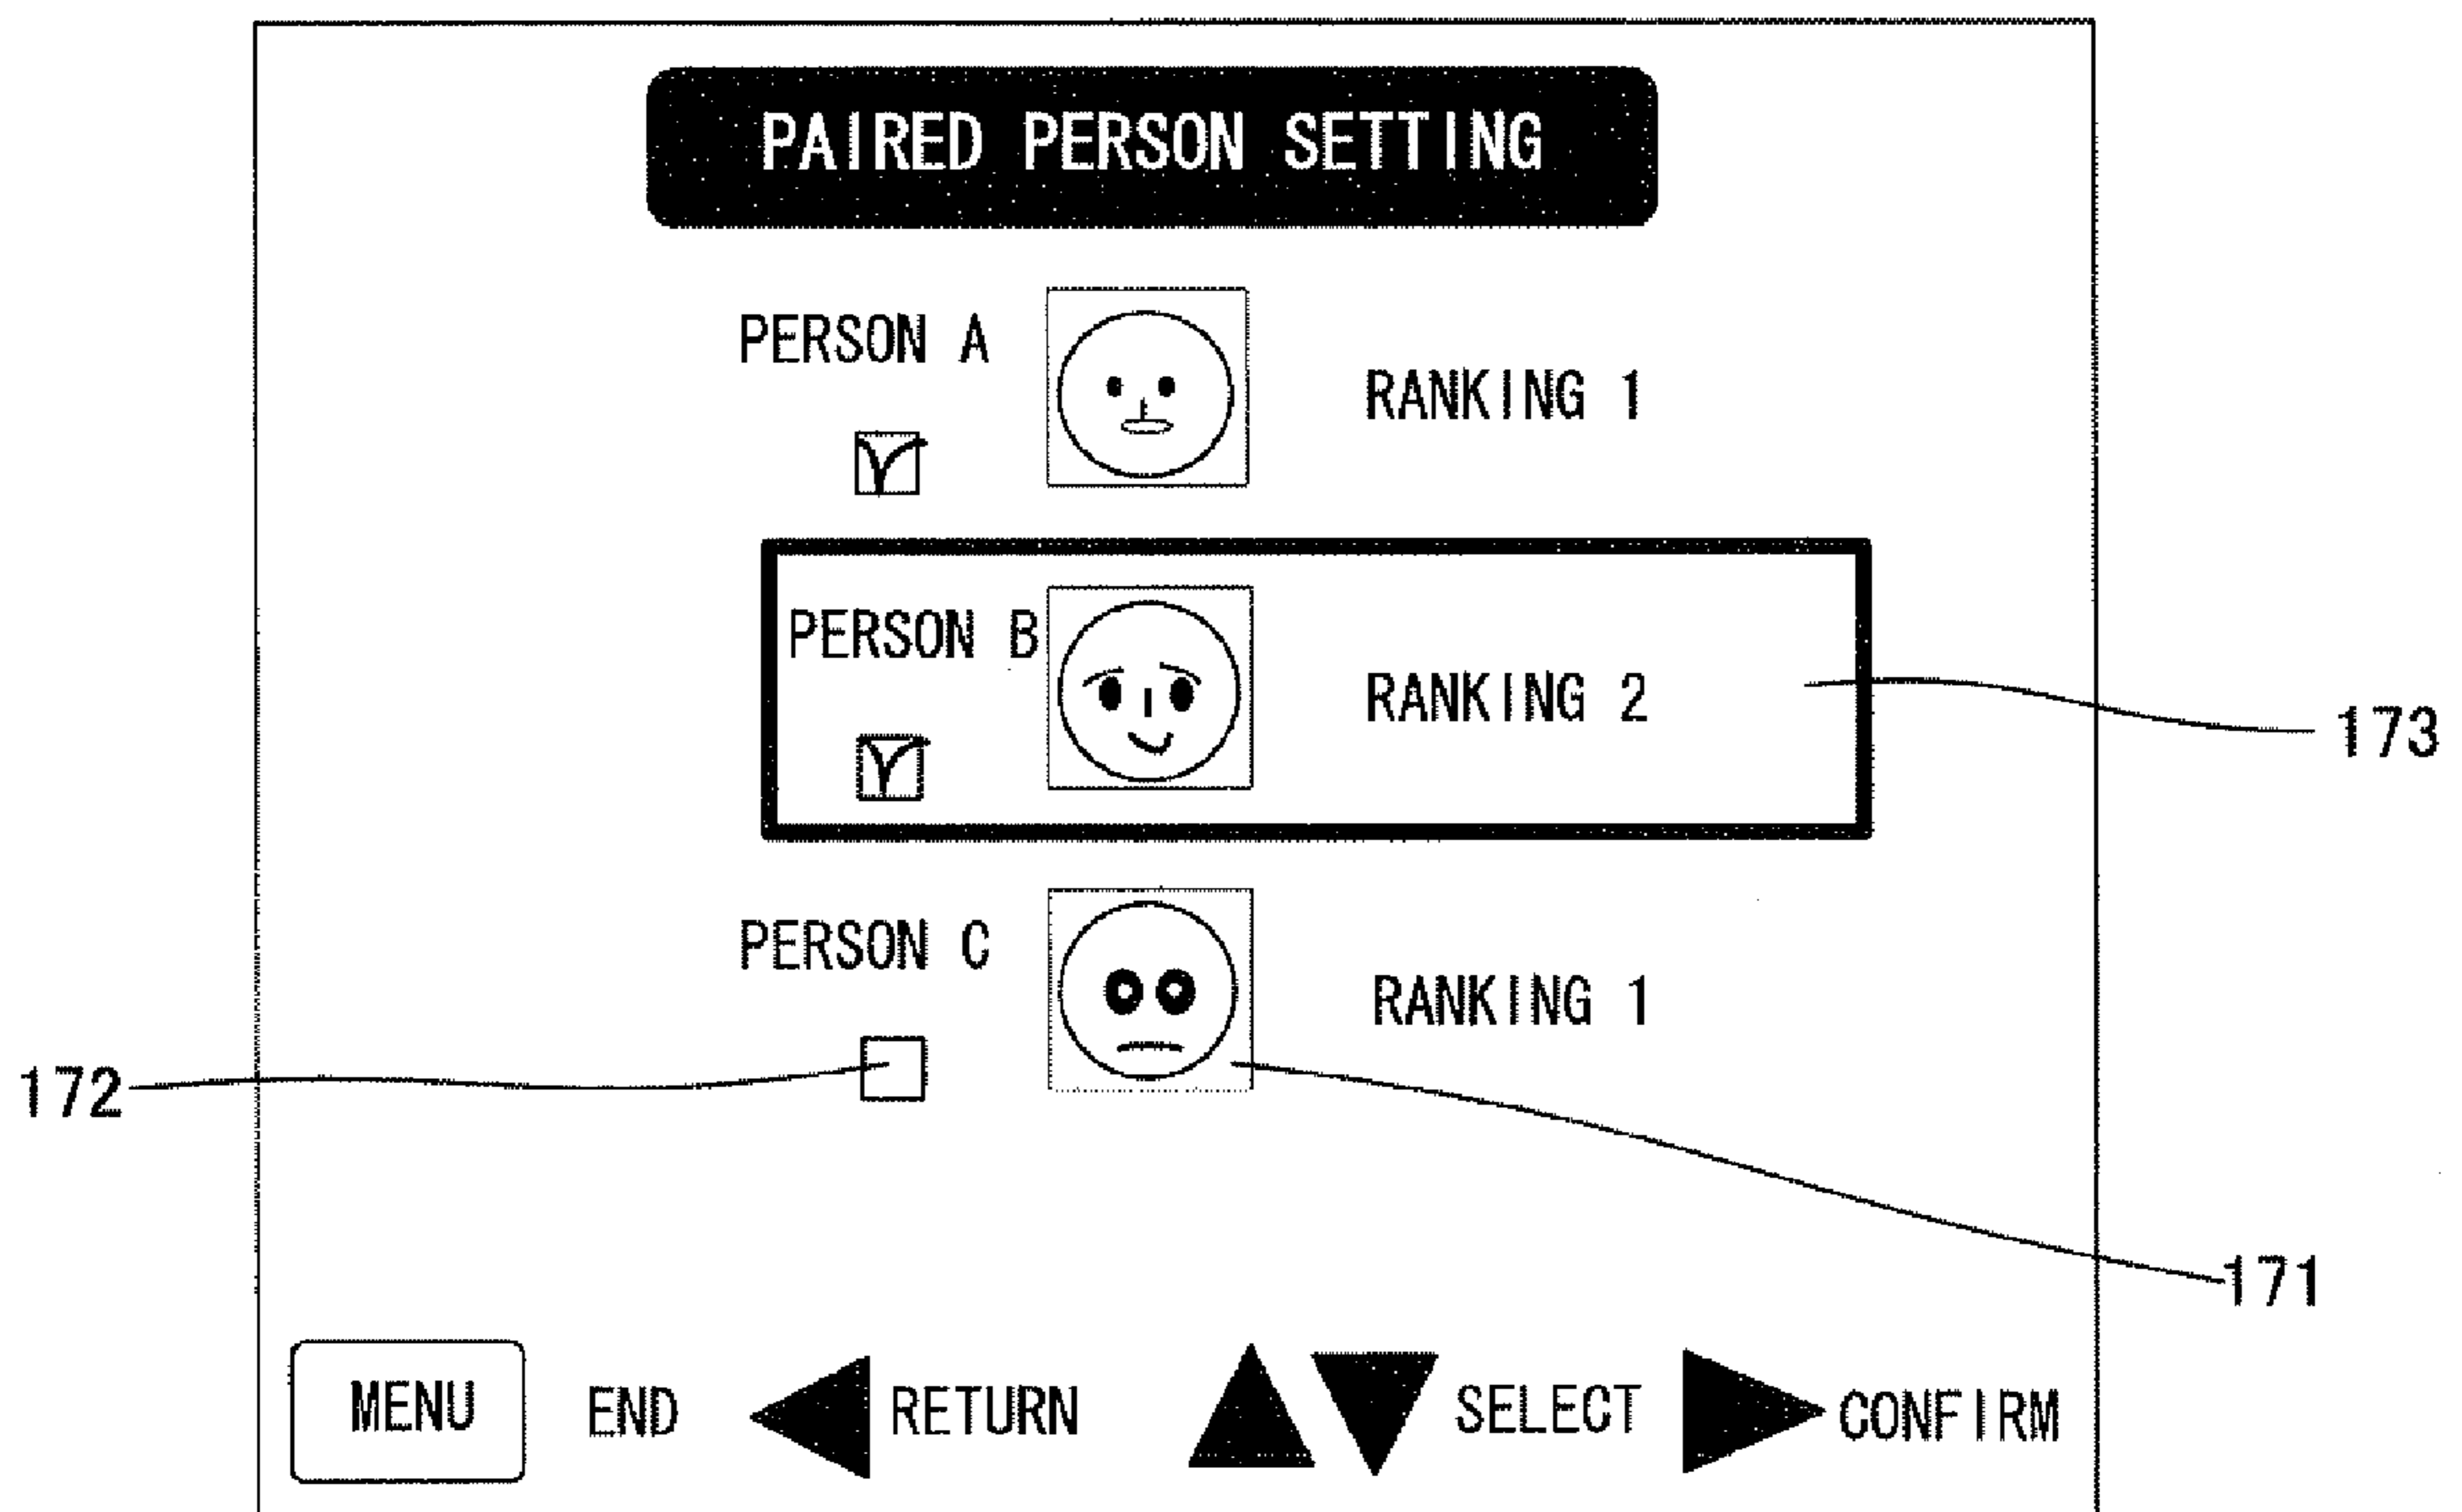 PAIRED PERSON SETTING
PERSON A
RANKING 1
PERSON B
RANKING 2
173
PERSON C
RANKING 1
172
171
MENU END RETURN SELECT CONFIRM